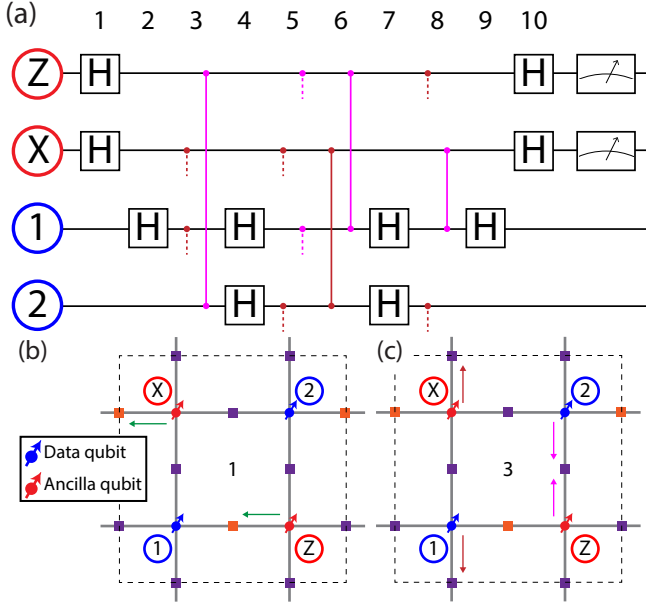 (a)
1 2 3 4 5 6 7 8 9 10
Z H H
X H H
1 H H H H
2 H H
(b) (c)
X 2 X 2
Data qubit
Ancilla qubit
1 3
1 Z 1 Z